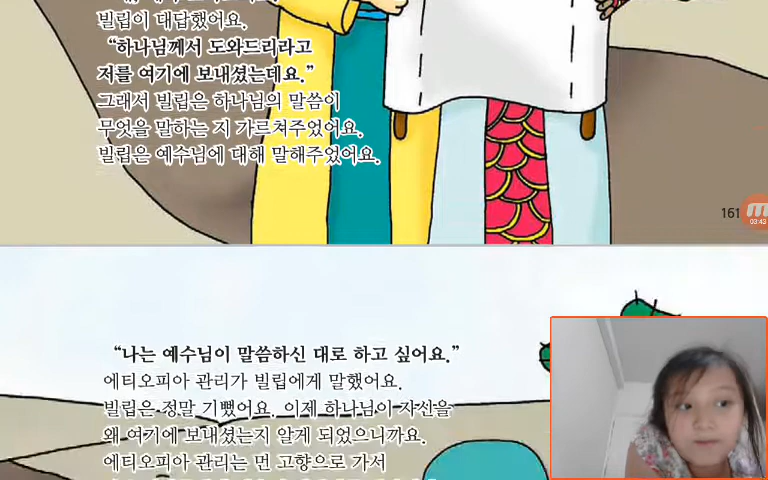 빌립이 대답했어요.
“하나님께서 도와드리라고
저를 여기에 보내셨는데요.”
그래서 빌립은 하나님의 말씀이
무엇을 말하는 지 가르쳐주었어요.
빌립은 예수님에 대해 말해주었어요.
161
03:43
“나는 예수님이 말씀하신 대로 하고 싶어요.”
에티오피아 관리가 빌립에게 말했어요.
빌립은 정말 기뻤어요. 이제 하나님이 자신을
왜 여기에 보내셨는지 알게 되었으니까요.
에티오피아 관리는 먼 고향으로 가서